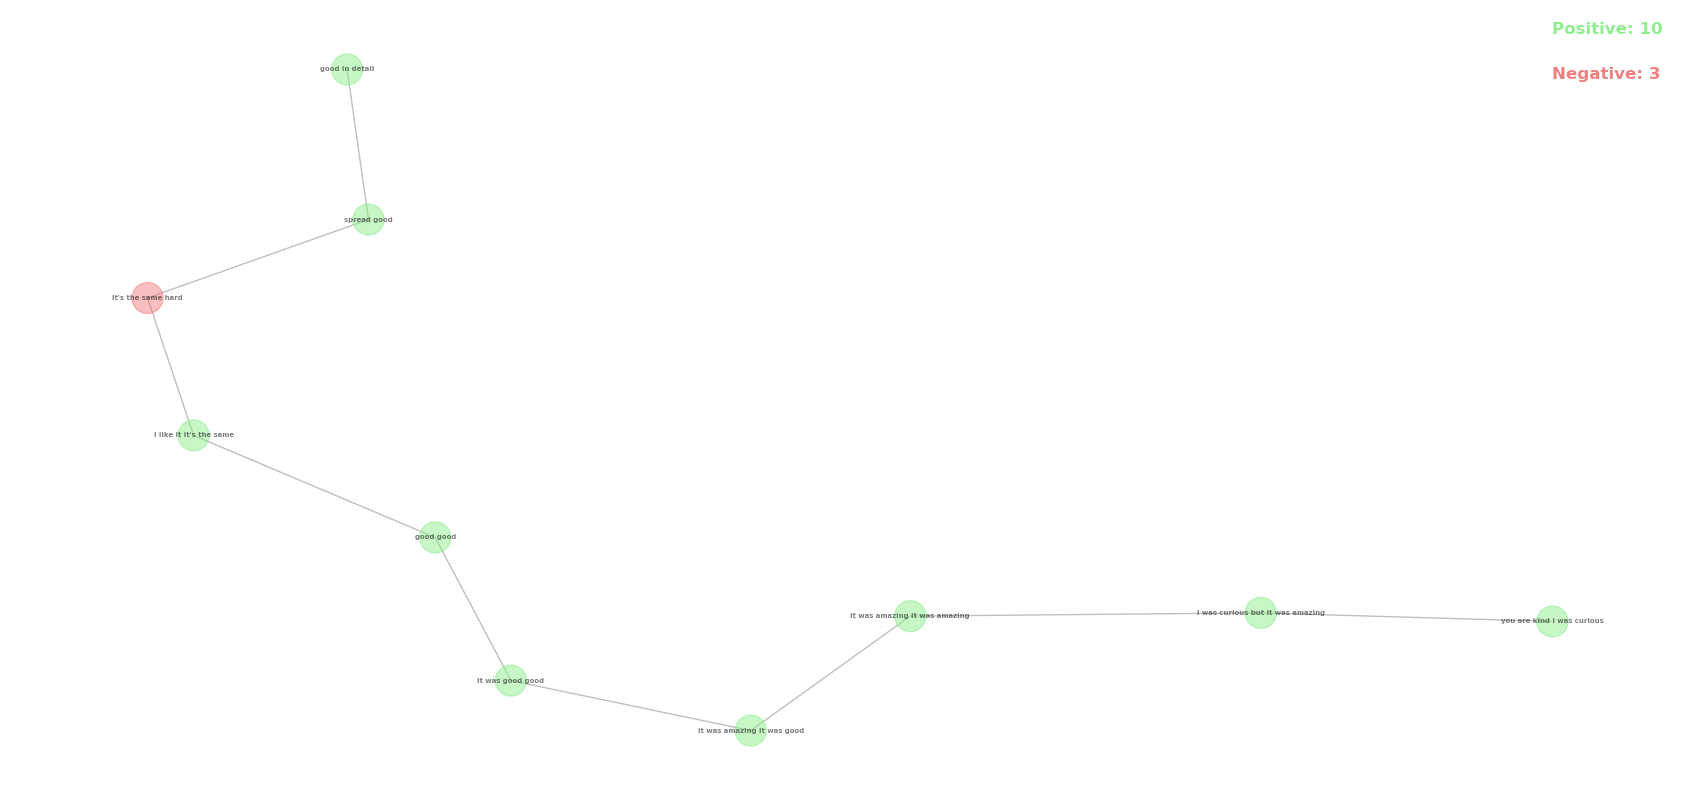 Positive: 10
good in detail
Negative: 3
spread good
It's the same hard
I like it it's the same
good good
I was curious but it was amazing
It was amazing it was amazing
you are kind I was curious
It was good good
It was amazing it was good